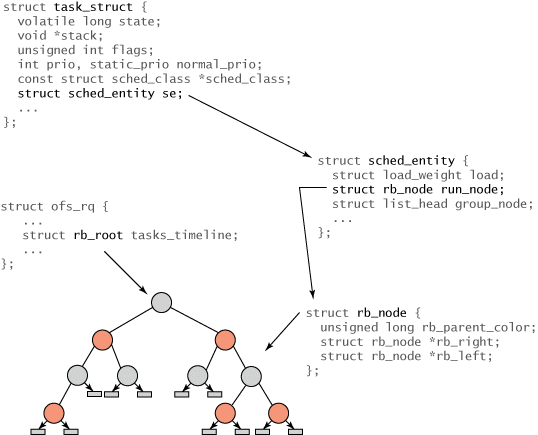 struct task_struct {
volatile long state;
void *stack;
unsigned int flags;
int prio, static_prio normal_prio;
const struct sched_class *sched_class;
struct sched_entity se;
...
};
struct sched_entity {
struct load_weight load;
struct rb_node run_node;
struct list_head group_node;
...
};
struct ofs_rq {
...
struct rb_root tasks_timeline;
...
};
struct rb_node {
unsigned long rb_parent_color;
struct rb_node *rb_right;
struct rb_node *rb_left;
};